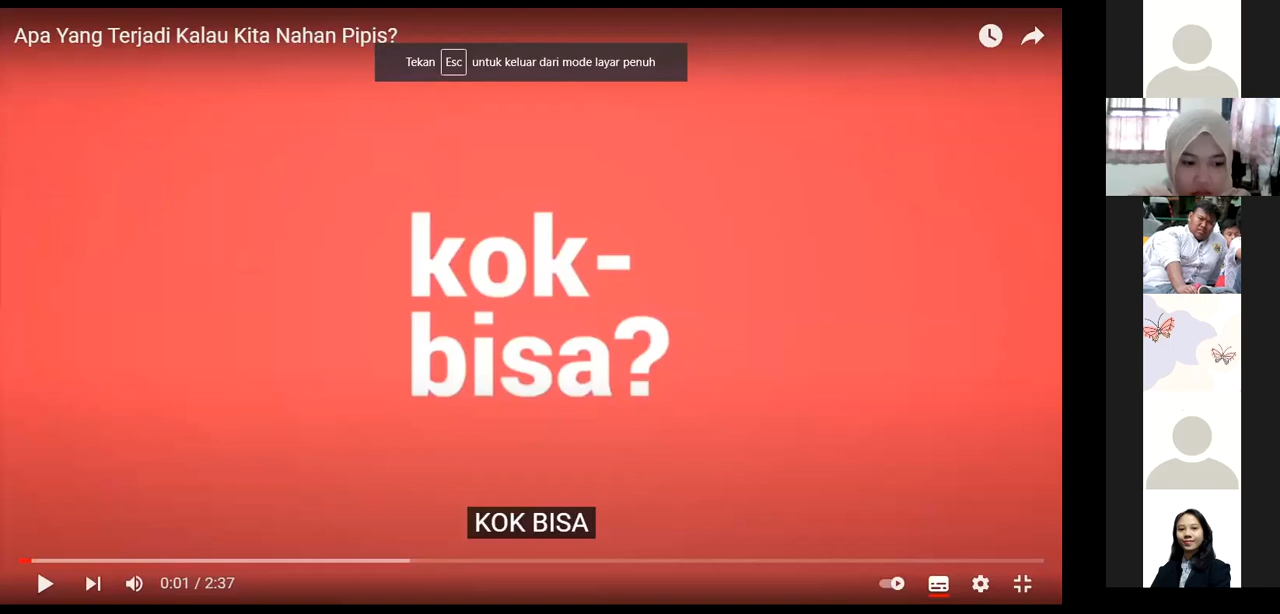 Apa Yang Terjadi Kalau Kita Nahan Pipis?
Tekan Esc untuk keluar dari mode layar penuh
kok-
bisa?
KOK BISA
0:01 / 2:37